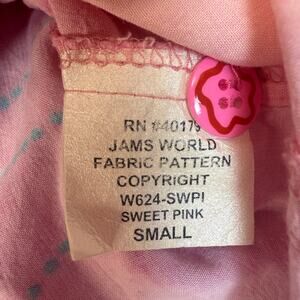 RN #40179
JAMS WORLD
FABRIC PATTERN
COPYRIGHT
W624-SWPI
SWEET PINK
SMALL